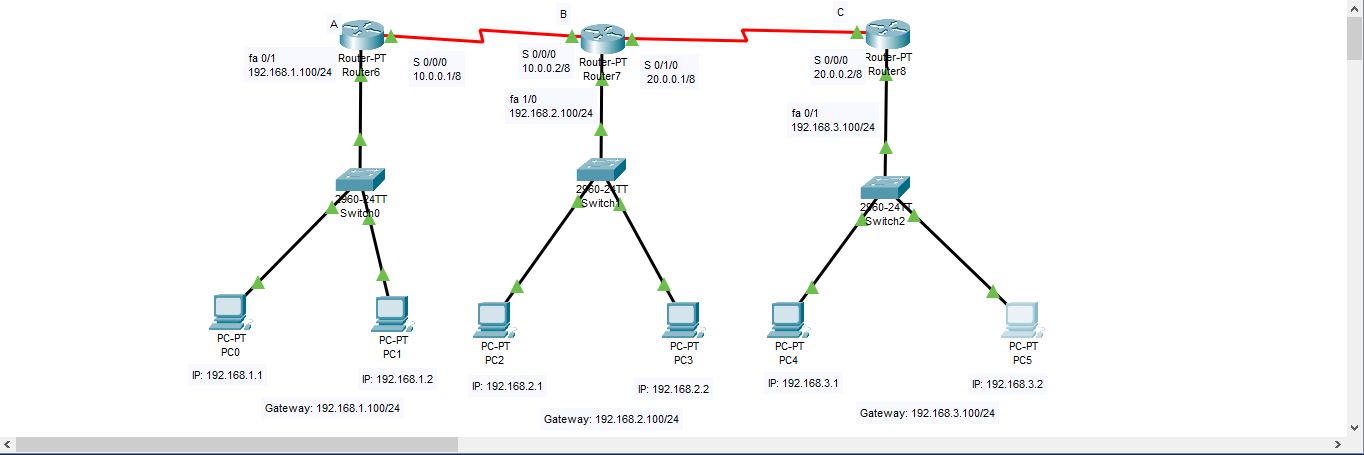 A
B
C
Router-PT
Router6
Router-PT
Router7
Router-PT
Router8
fa 0/1
192.168.1.100/24
S 0/0/0
10.0.0.1/8
S 0/0/0
10.0.0.2/8
S 0/1/0
20.0.0.1/8
S 0/0/0
20.0.0.2/8
fa 1/0
192.168.2.100/24
fa 0/1
192.168.3.100/24
2960-24TT
Switch0
2960-24TT
Switch1
2960-24TT
Switch2
PC-PT
PC0
PC-PT
PC1
PC-PT
PC2
PC-PT
PC3
PC-PT
PC4
PC-PT
PC5
IP: 192.168.1.1
IP: 192.168.1.2
IP: 192.168.2.1
IP: 192.168.2.2
IP: 192.168.3.1
IP: 192.168.3.2
Gateway: 192.168.1.100/24
Gateway: 192.168.2.100/24
Gateway: 192.168.3.100/24